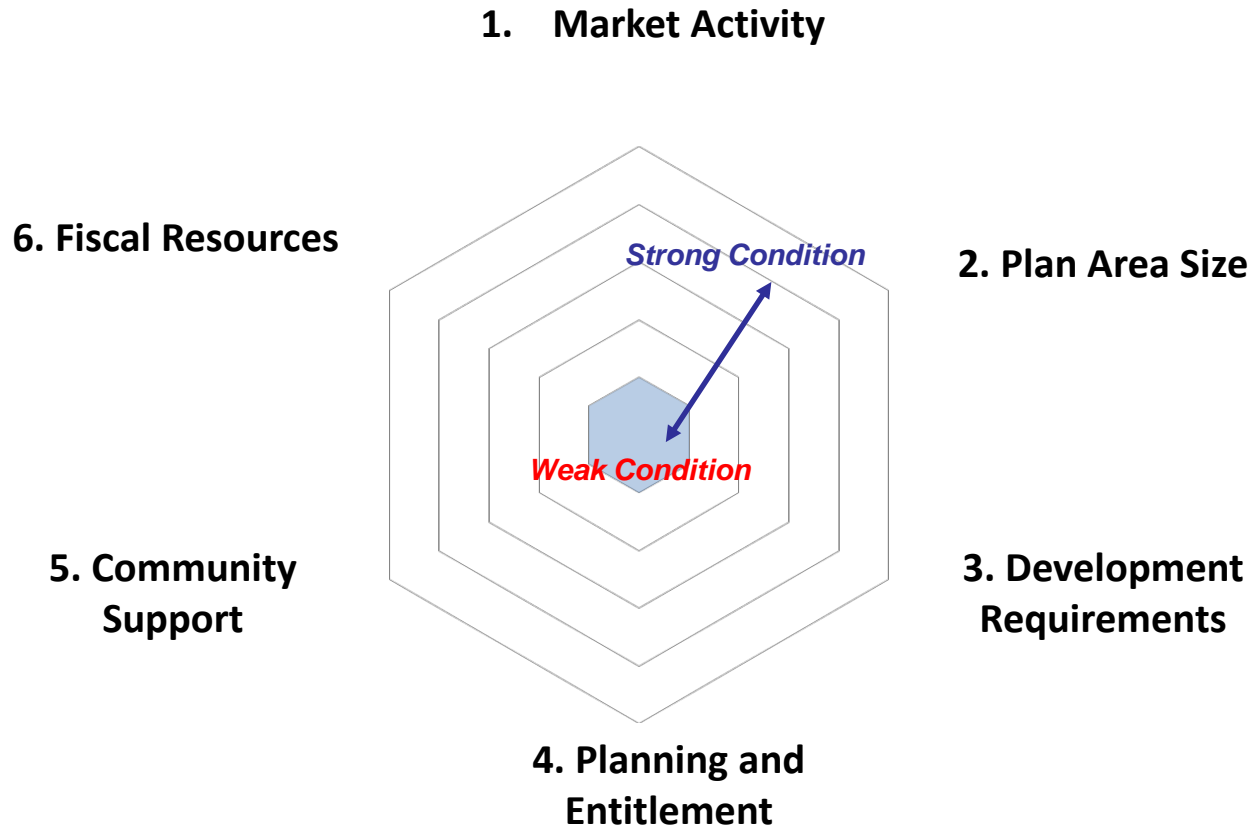 1. Market Activity
6. Fiscal Resources
Strong Condition
2. Plan Area Size
Weak Condition
5. Community
Support
3. Development
Requirements
4. Planning and
Entitlement